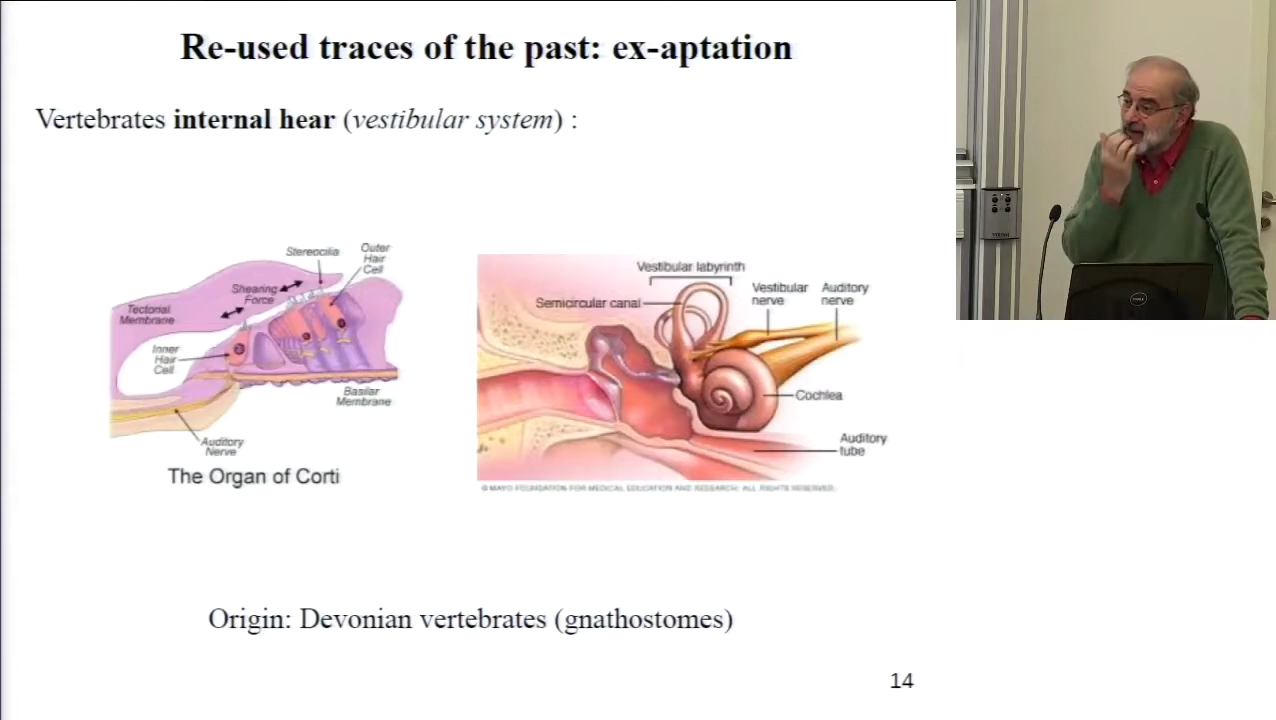 Re-used traces of the past: ex-aptation
Vertebrates internal hear (vestibular system) :
Stereocilia
Outer
Hair
Cell
Shearing
Force
Tectorial
Membrane
Inner
Hair
Cell
Basilar
Membrane
Auditory
Nerve
The Organ of Corti
Vestibular labyrinth
Semicircular canal
Vestibular
nerve
Auditory
nerve
Cochlea
Auditory
tube
© MAYO FOUNDATION FOR MEDICAL EDUCATION AND RESEARCH. ALL RIGHTS RESERVED.
Origin: Devonian vertebrates (gnathostomes)
14